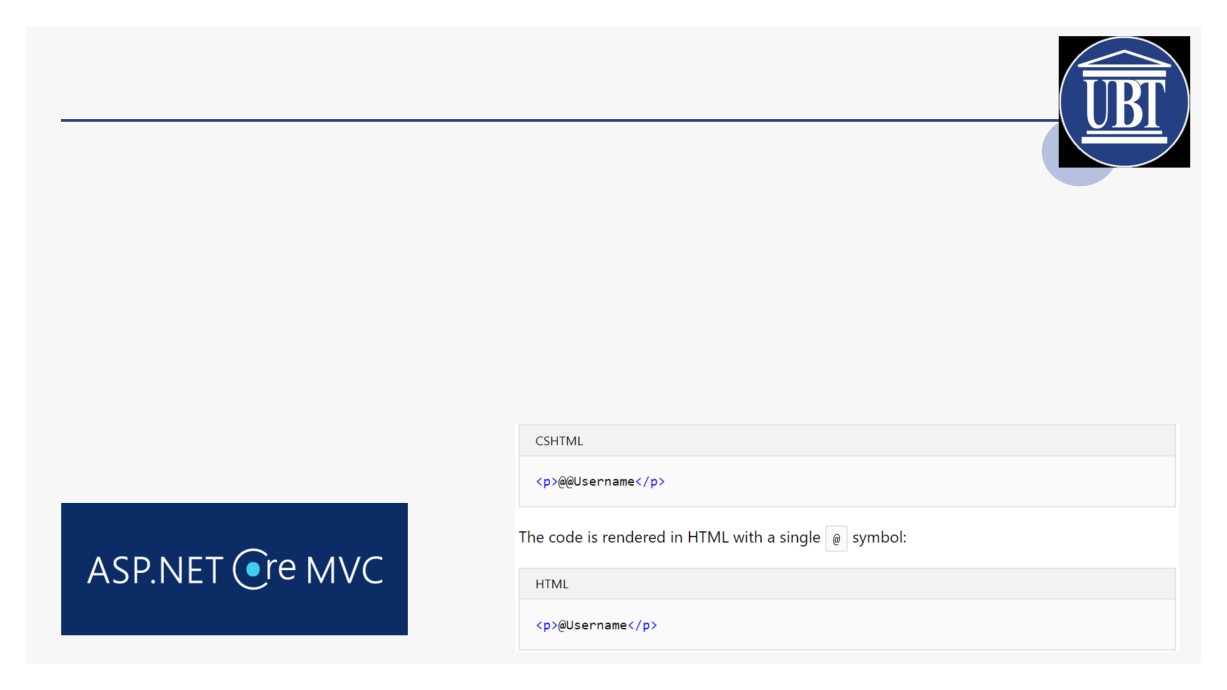 UBT
CSHTML
<p>@@Username</p>
The code is rendered in HTML with a single @ symbol:
HTML
<p>@Username</p>
ASP.NET Core MVC